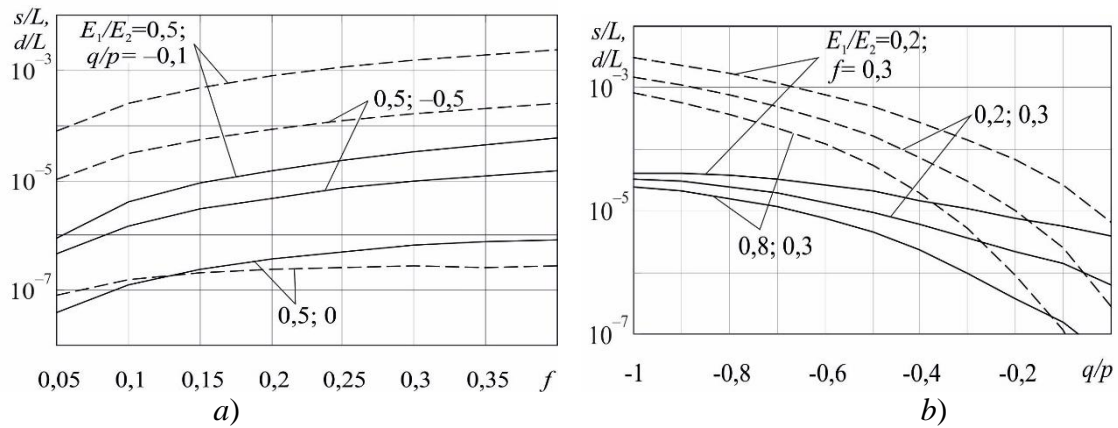 s/L,
d/L
E₁/E₂=0,5;
q/p= –0,1
10⁻³
0,5; –0,5
10⁻⁵
10⁻⁷
0,5; 0
0,05 0,1 0,15 0,2 0,25 0,3 0,35 f
a)
s/L,
d/L
E₁/E₂=0,2;
f= 0,3
10⁻³
0,2; 0,3
10⁻⁵
0,8; 0,3
10⁻⁷
-1 -0,8 -0,6 -0,4 -0,2 q/p
b)